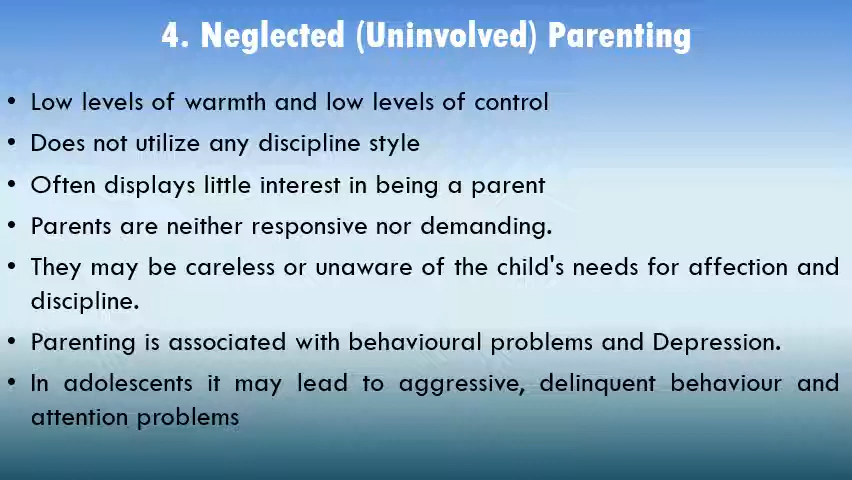 4. Neglected (Uninvolved) Parenting
• Low levels of warmth and low levels of control
• Does not utilize any discipline style
• Often displays little interest in being a parent
• Parents are neither responsive nor demanding.
• They may be careless or unaware of the child's needs for affection and
discipline.
• Parenting is associated with behavioural problems and Depression.
• In adolescents it may lead to aggressive, delinquent behaviour and
attention problems